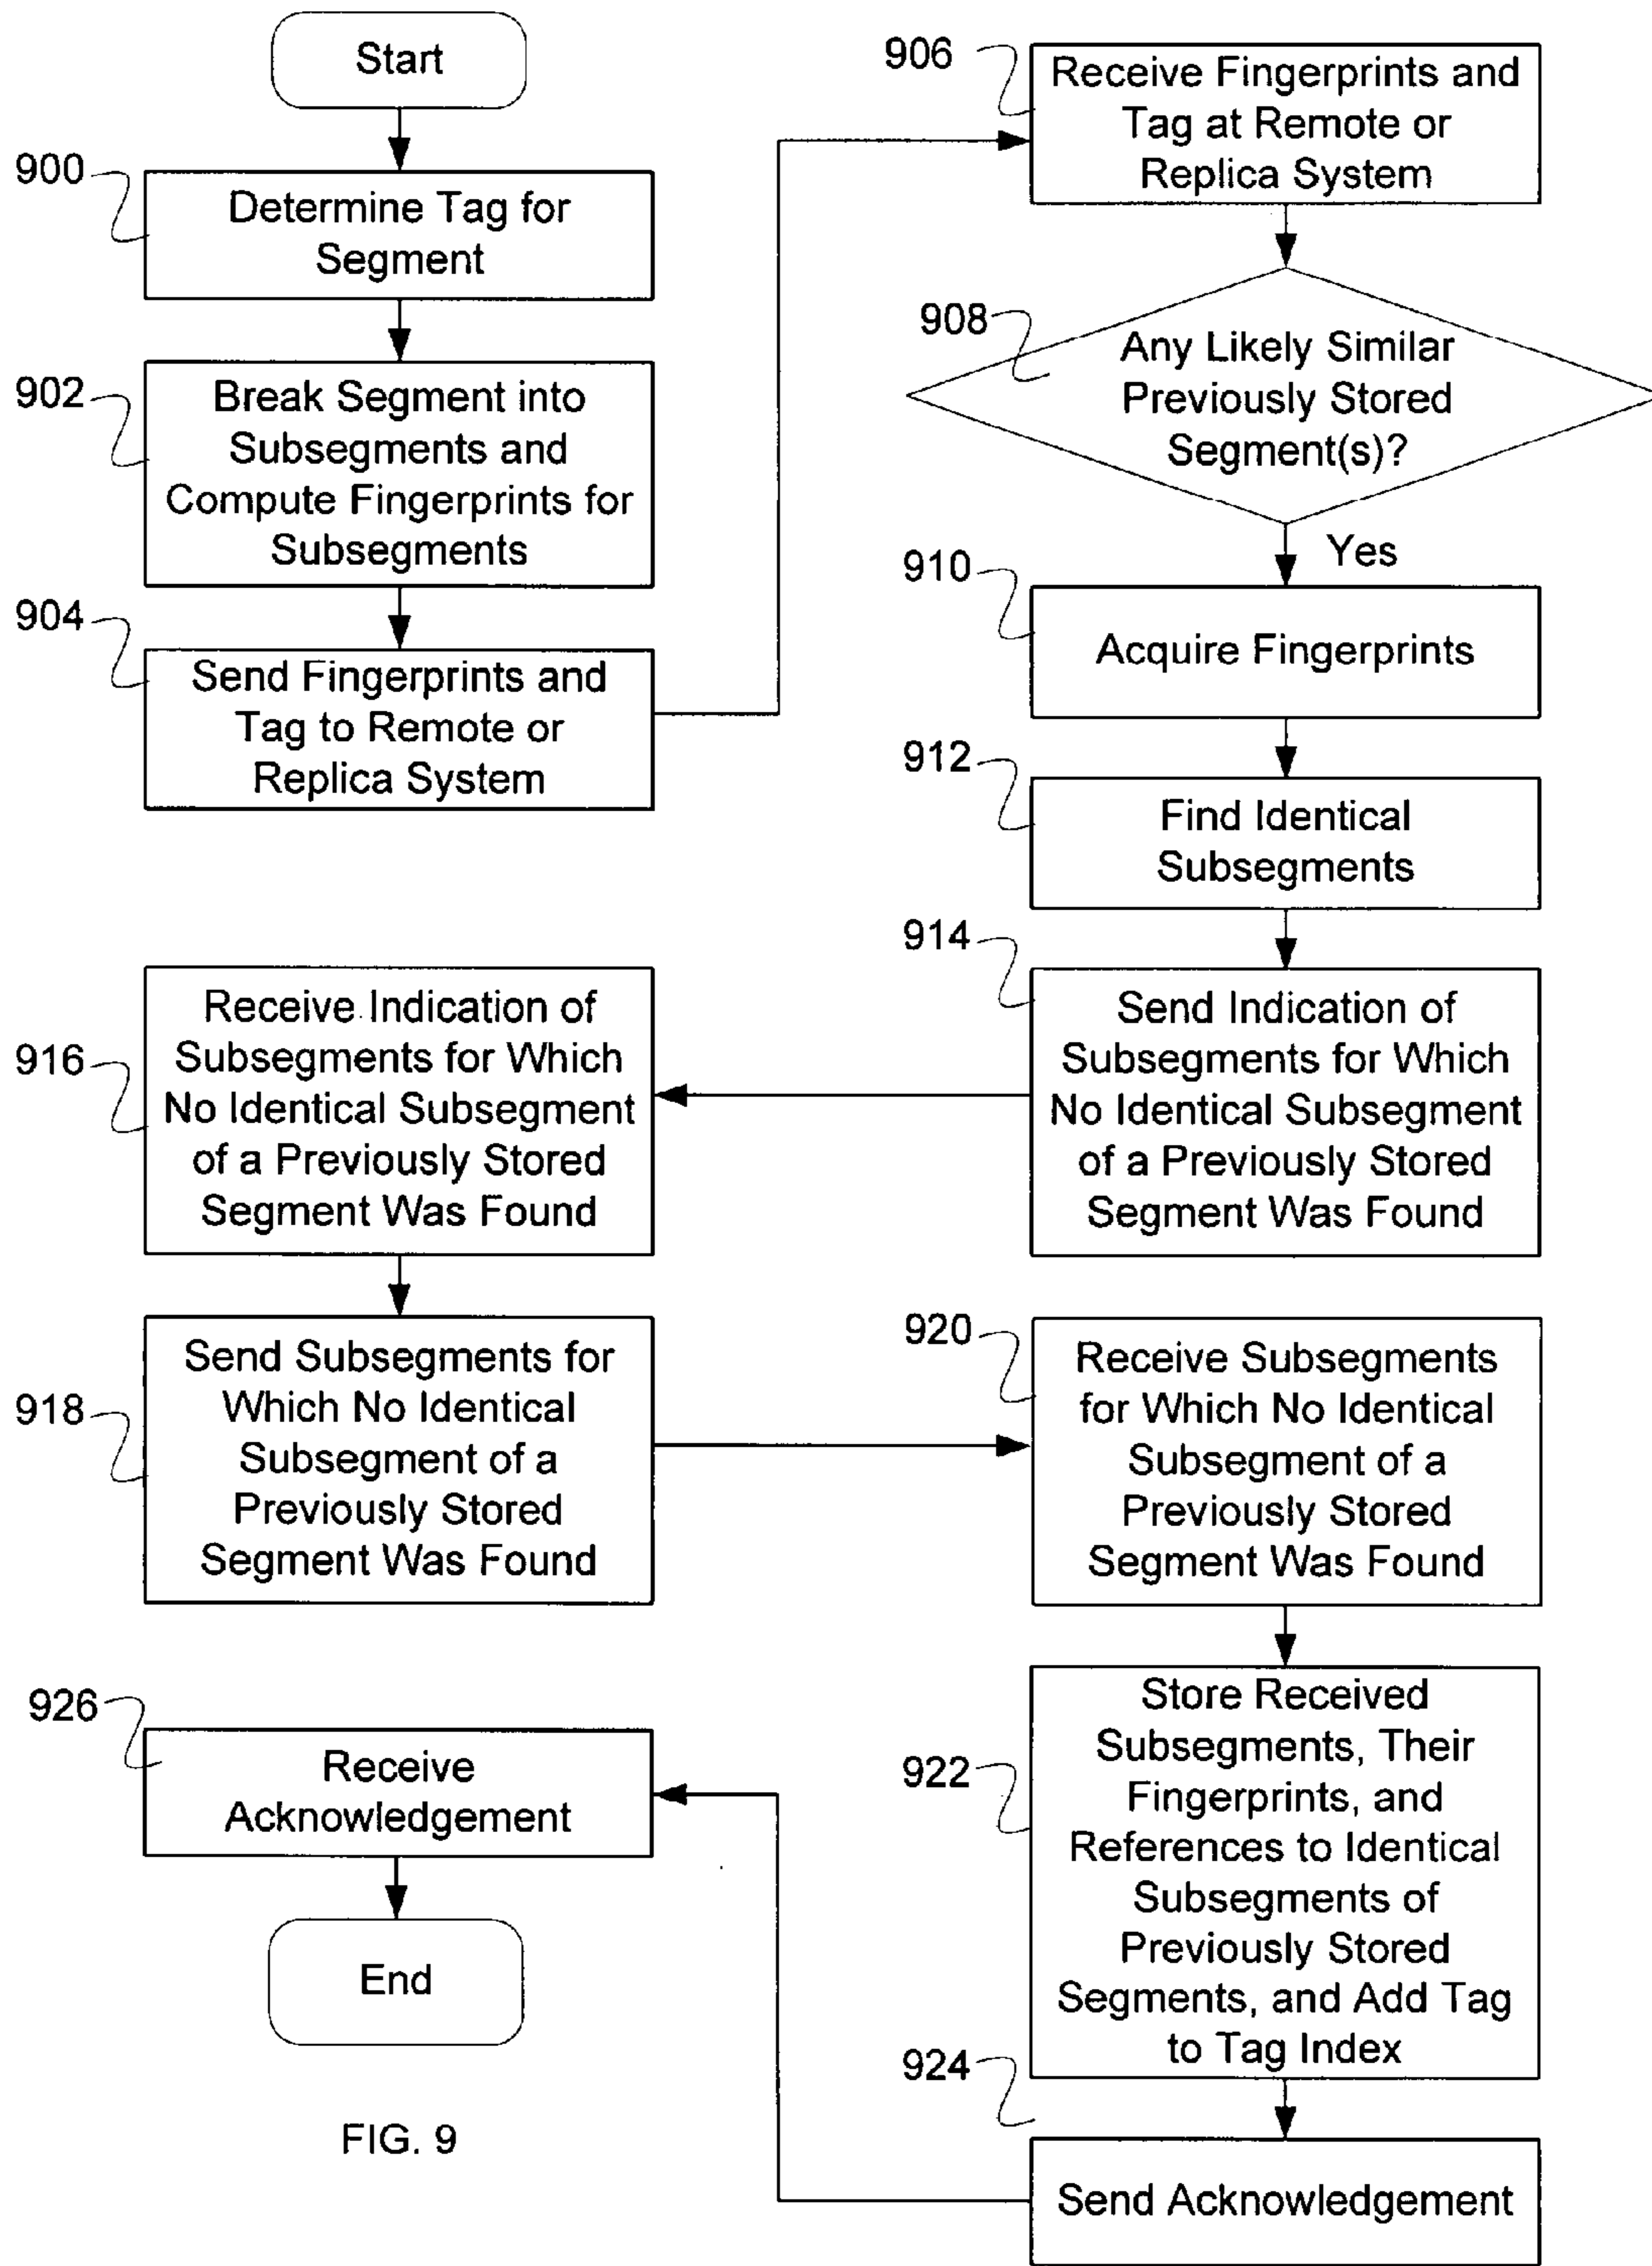 Start
900
Determine Tag for
Segment
902
Break Segment into
Subsegments and
Compute Fingerprints for
Subsegments
904
Send Fingerprints and
Tag to Remote or
Replica System
906
Receive Fingerprints and
Tag at Remote or
Replica System
908
Any Likely Similar
Previously Stored
Segment(s)?
Yes
910
Acquire Fingerprints
912
Find Identical
Subsegments
914
Send Indication of
Subsegments for Which
No Identical Subsegment
of a Previously Stored
Segment Was Found
916
Receive Indication of
Subsegments for Which
No Identical Subsegment
of a Previously Stored
Segment Was Found
918
Send Subsegments for
Which No Identical
Subsegment of a
Previously Stored
Segment Was Found
920
Receive Subsegments
for Which No Identical
Subsegment of a
Previously Stored
Segment Was Found
922
Store Received
Subsegments, Their
Fingerprints, and
References to Identical
Subsegments of
Previously Stored
Segments, and Add Tag
to Tag Index
924
Send Acknowledgement
926
Receive
Acknowledgement
End
FIG. 9